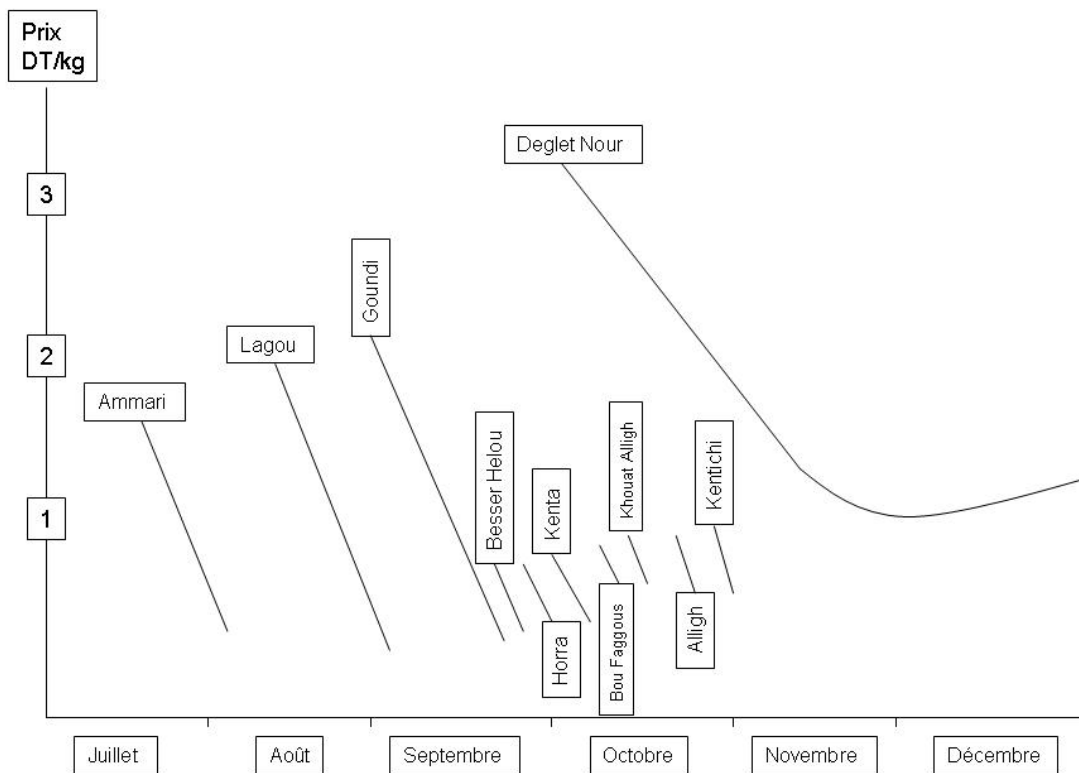 Prix
DT/kg
Deglet Nour
3
Goundi
2
Lagou
Ammari
Besser Helou
Kenta
Khouat Alligh
Kentichi
1
Horra
Bou Faggous
Alligh
Juillet
Août
Septembre
Octobre
Novembre
Décembre